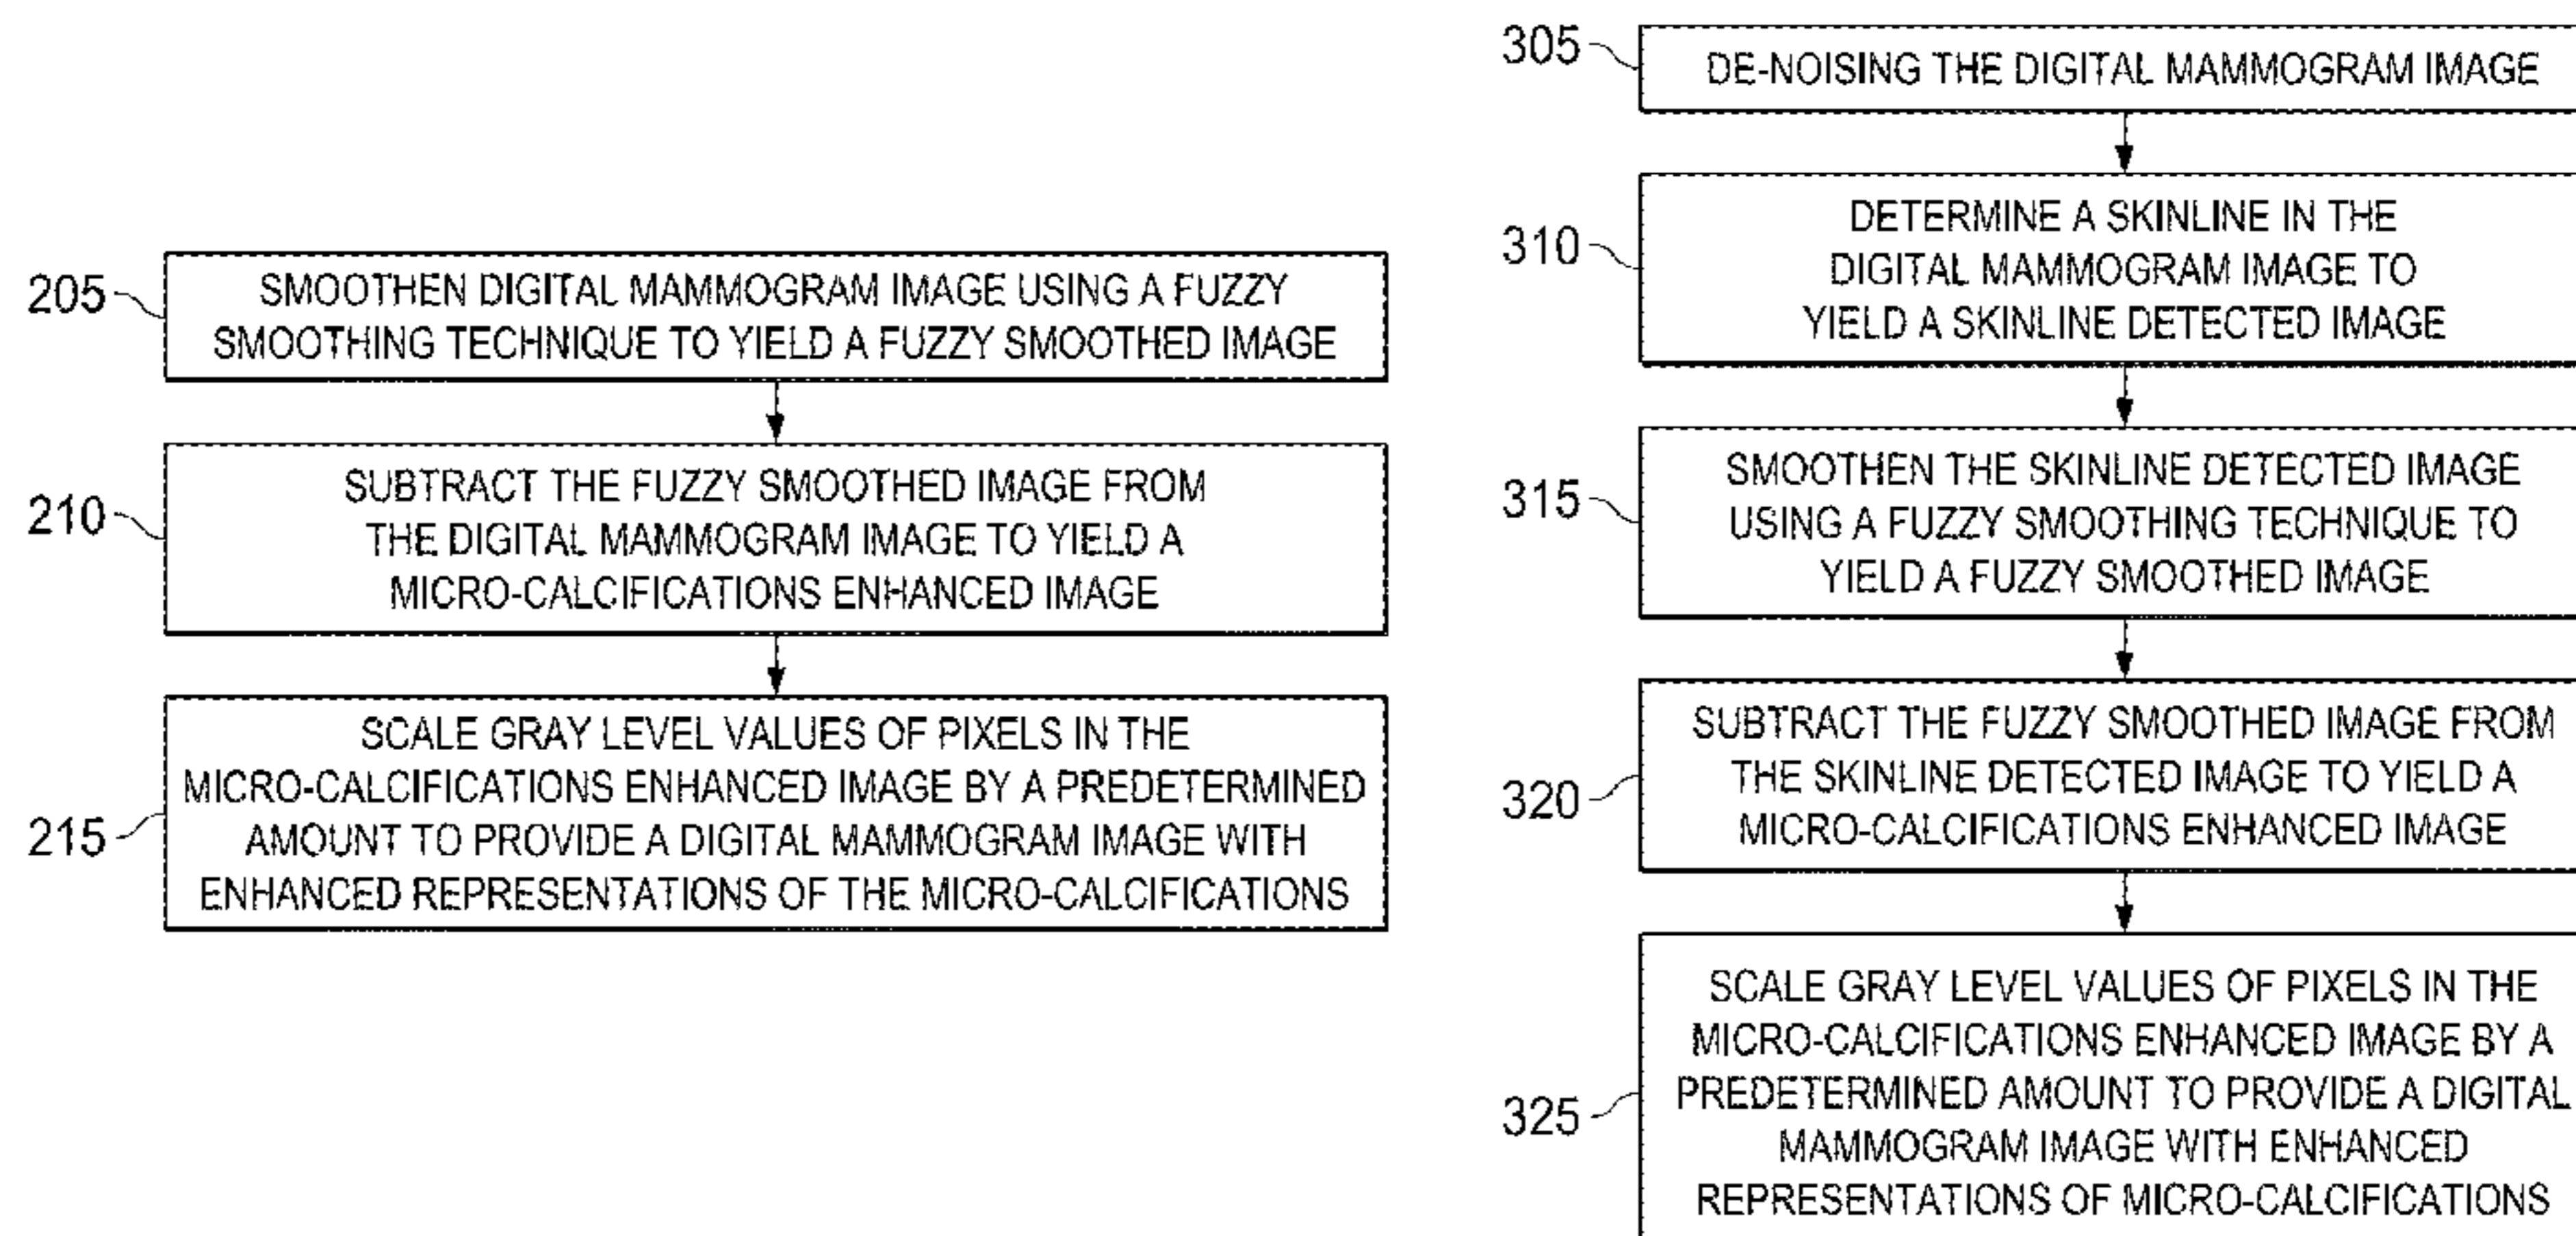 205
SMOOTHEN DIGITAL MAMMOGRAM IMAGE USING A FUZZY
SMOOTHING TECHNIQUE TO YIELD A FUZZY SMOOTHED IMAGE
210
SUBTRACT THE FUZZY SMOOTHED IMAGE FROM
THE DIGITAL MAMMOGRAM IMAGE TO YIELD A
MICRO-CALCIFICATIONS ENHANCED IMAGE
215
SCALE GRAY LEVEL VALUES OF PIXELS IN THE
MICRO-CALCIFICATIONS ENHANCED IMAGE BY A PREDETERMINED
AMOUNT TO PROVIDE A DIGITAL MAMMOGRAM IMAGE WITH
ENHANCED REPRESENTATIONS OF THE MICRO-CALCIFICATIONS
305
DE-NOISING THE DIGITAL MAMMOGRAM IMAGE
310
DETERMINE A SKINLINE IN THE
DIGITAL MAMMOGRAM IMAGE TO
YIELD A SKINLINE DETECTED IMAGE
315
SMOOTHEN THE SKINLINE DETECTED IMAGE
USING A FUZZY SMOOTHING TECHNIQUE TO
YIELD A FUZZY SMOOTHED IMAGE
320
SUBTRACT THE FUZZY SMOOTHED IMAGE FROM
THE SKINLINE DETECTED IMAGE TO YIELD A
MICRO-CALCIFICATIONS ENHANCED IMAGE
325
SCALE GRAY LEVEL VALUES OF PIXELS IN THE
MICRO-CALCIFICATIONS ENHANCED IMAGE BY A
PREDETERMINED AMOUNT TO PROVIDE A DIGITAL
MAMMOGRAM IMAGE WITH ENHANCED
REPRESENTATIONS OF MICRO-CALCIFICATIONS